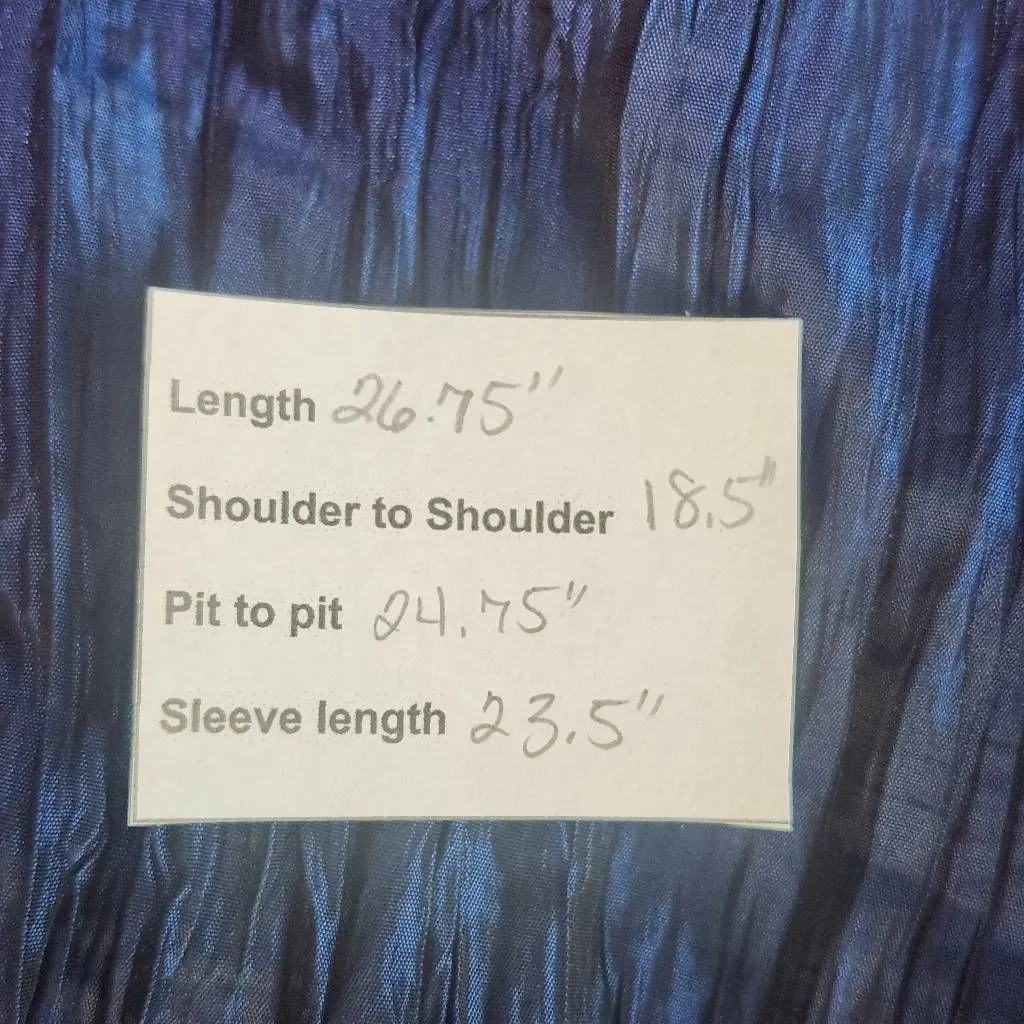 Length 26.75"
Shoulder to Shoulder 18.5"
Pit to pit 24.75"
Sleeve length 23.5"